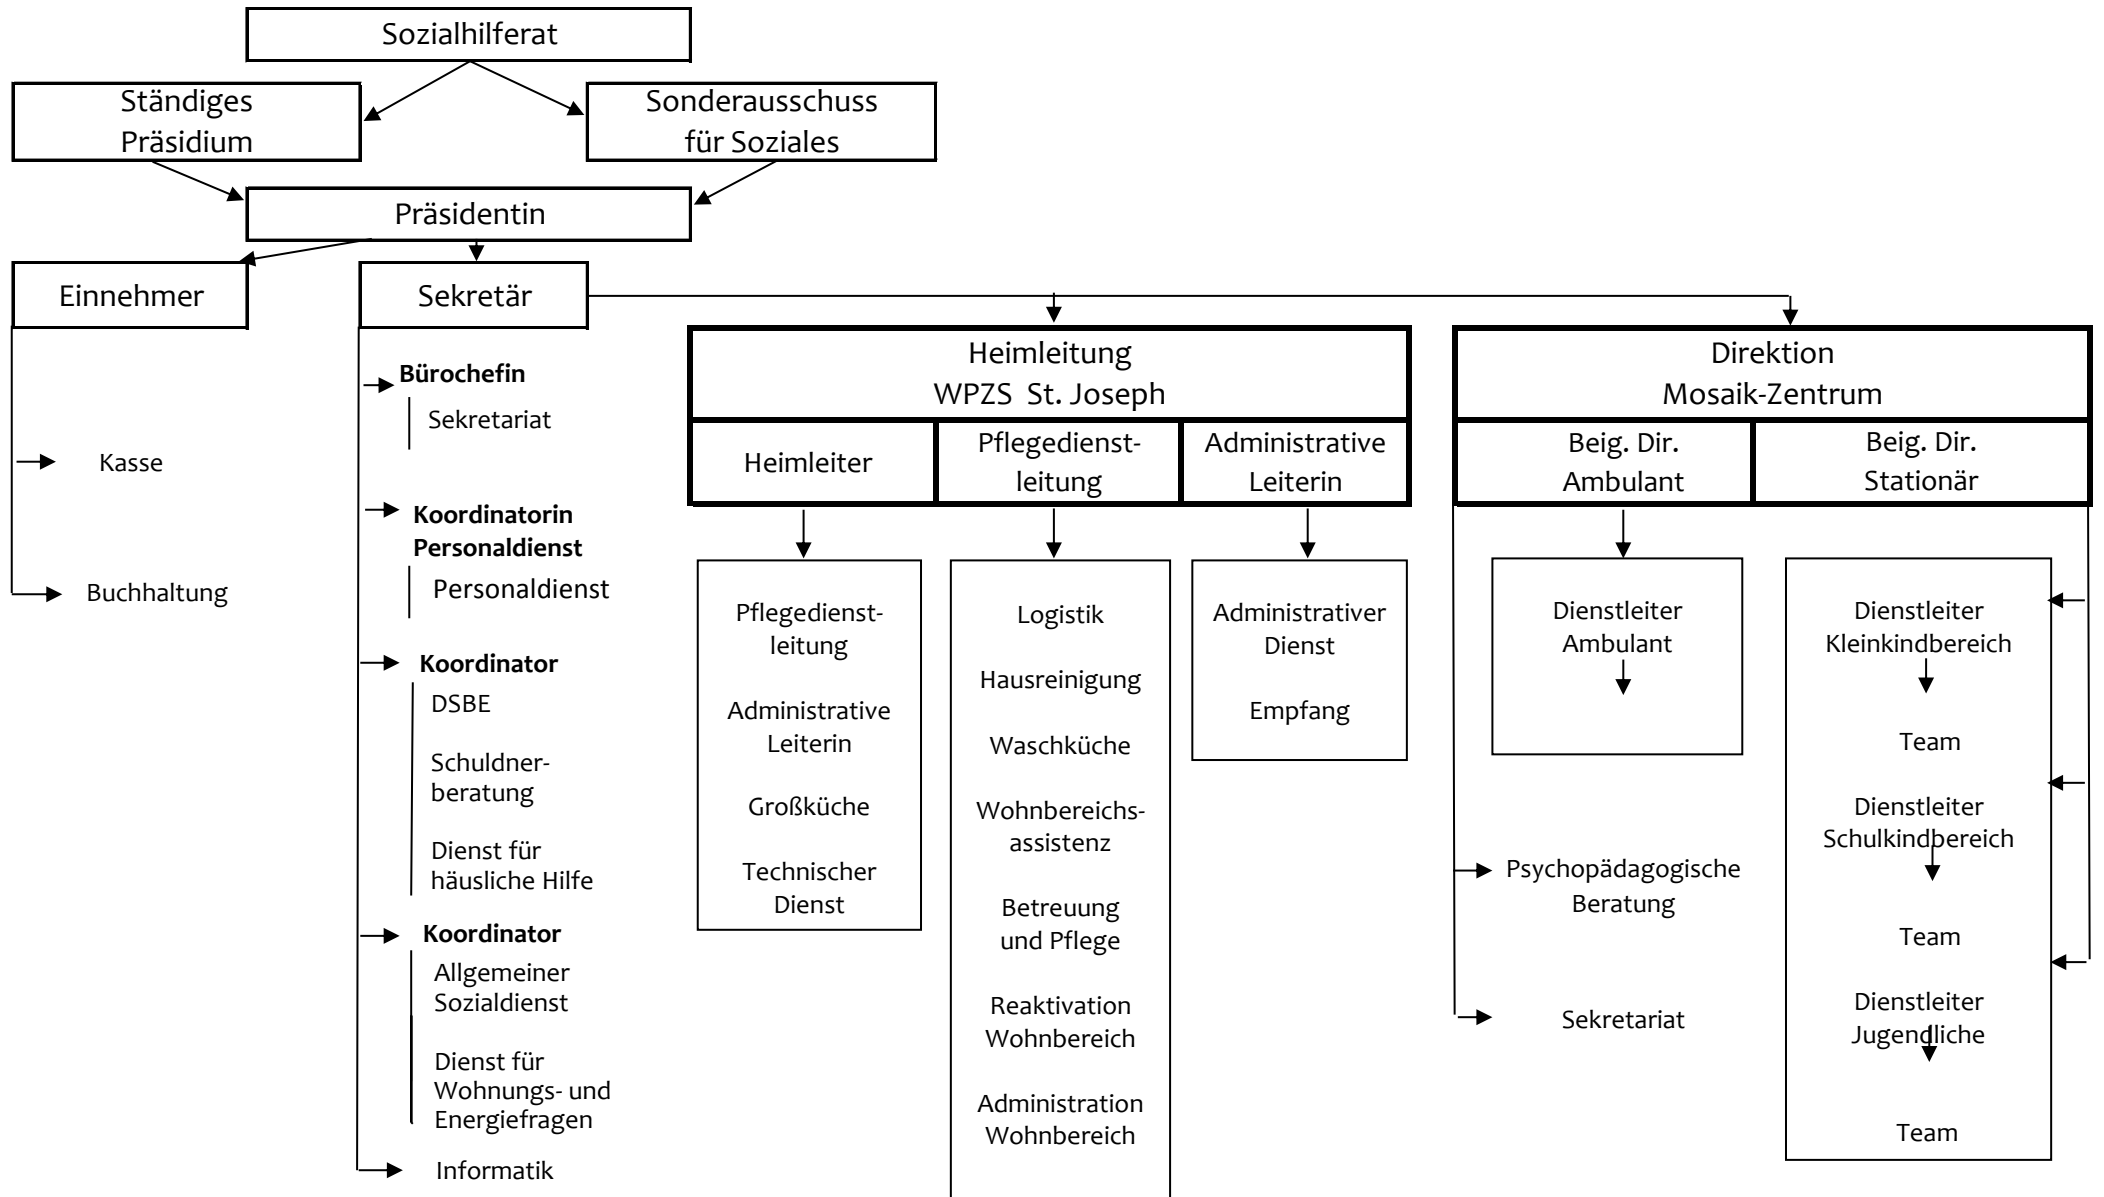 Sozialhilferat
Ständiges
Präsidium
Sonderausschuss
für Soziales
Präsidentin
Einnehmer
Kasse
Buchhaltung
Sekretär
Bürochefin
Sekretariat
Koordinatorin
Personaldienst
Personaldienst
Koordinator
DSBE
Schuldner-
beratung
Dienst für
häusliche Hilfe
Koordinator
Allgemeiner
Sozialdienst
Dienst für
Wohnungs- und
Energiefragen
Informatik
Heimleitung
WPZS St. Joseph
Heimleiter
Pflegedienst-
leitung
Administrative
Leiterin
Pflegedienst-
leitung
Administrative
Leiterin
Großküche
Technischer
Dienst
Logistik
Hausreinigung
Waschküche
Wohnbereichs-
assistenz
Betreuung
und Pflege
Reaktivation
Wohnbereich
Administration
Wohnbereich
Administrativer
Dienst
Empfang
Direktion
Mosaik-Zentrum
Beig. Dir.
Ambulant
Beig. Dir.
Stationär
Dienstleiter
Ambulant
Psychopädagogische
Beratung
Sekretariat
Dienstleiter
Kleinkindbereich
Team
Dienstleiter
Schulkindbereich
Team
Dienstleiter
Jugendliche
Team